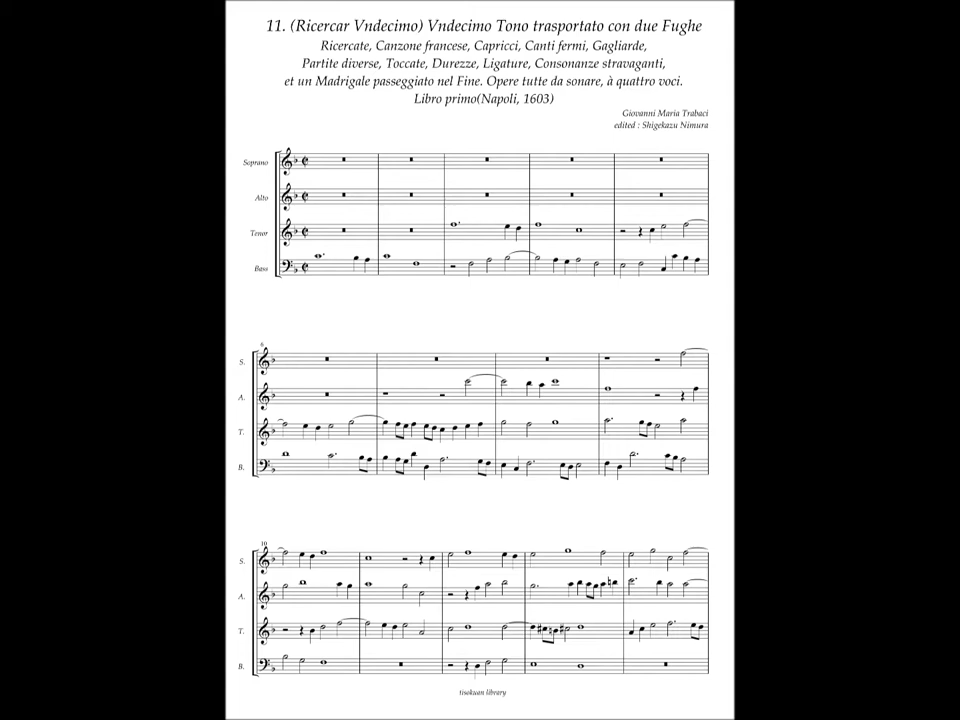 11. (Ricercar Vndecimo) Vndecimo Tono trasportato con due Fughe
Ricercate, Canzone francese, Capricci, Canti fermi, Gagliarde,
Partite diverse, Toccate, Durezze, Ligature, Consonanze stravaganti,
et un Madrigale passeggiato nel Fine. Opere tutte da sonare, à quattro voci.
Libro primo(Napoli, 1603)
Giovanni Maria Trabaci
edited : Shigekazu Nimura
Soprano
Alto
Tenor
Bass
6
S.
A.
T.
B.
10
S.
A.
T.
B.
tisekuan library